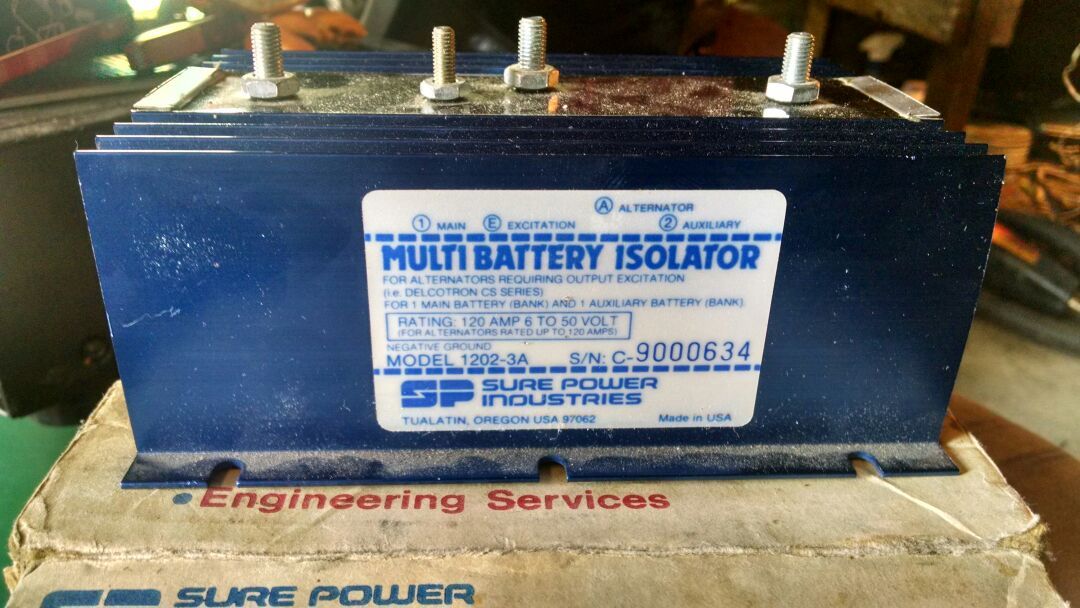 Ⓐ ALTERNATOR
① MAIN Ⓔ EXCITATION ② AUXILIARY
MULTI BATTERY ISOLATOR
FOR ALTERNATORS REQUIRING OUTPUT EXCITATION
(i.e. DELCOTRON CS SERIES)
FOR 1 MAIN BATTERY (BANK) AND 1 AUXILIARY BATTERY (BANK)
RATING: 120 AMP 6 TO 50 VOLT
(FOR ALTERNATORS RATED UP TO 120 AMPS)
NEGATIVE GROUND
MODEL 1202-3A S/N: C-9000634
SP SURE POWER
INDUSTRIES
TUALATIN, OREGON USA 97062 Made in USA
•Engineering Services
SURE POWER